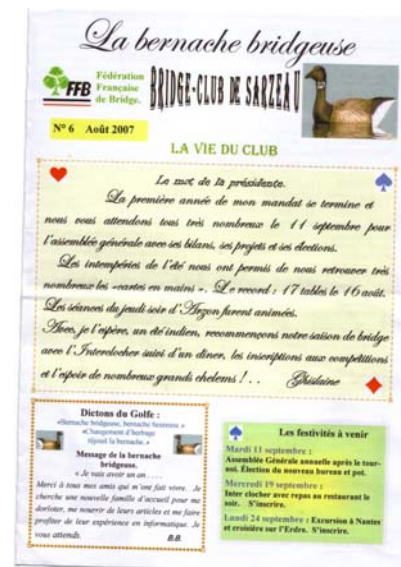 La bernache bridgeuse
FFB
Fédération
Française
de Bridge.
BRIDGE-CLUB DE SARZEAU
N° 6 Août 2007
LA VIE DU CLUB
Le mot de la présidente.
La première année de mon mandat se termine et
nous vous attendons tous très nombreux le 11 septembre pour
l'assemblée générale avec ses bilans, ses projets et ses élections.
Les intempéries de l'été nous ont permis de nous retrouver très
nombreux les «cartes en mains ». Le record : 17 tables le 16 août.
Les séances du jeudi soir d'Arzon furent animées.
Avec, je l'espère, un été indien, recommençons notre saison de bridge
avec l'Interclocher suivi d'un dîner, les inscriptions aux compétitions
et l'espoir de nombreux grands chelems ! . . Ghislaine
Dictons du Golfe :
«Bernache bridgeuse, bernache heureuse »
«Changement d'herbage
réjouit la bernache. »
Message de la bernache
bridgeuse.
« Je vais avoir un an . . . .
Merci à tous mes amis qui m'ont fait vivre. Je
cherche une nouvelle famille d'accueil pour me
dorloter, me nourrir de leurs articles et me faire
profiter de leur expérience en informatique. Je
vous attends. B.B.
Les festivités à venir
Mardi 11 septembre :
Assemblée Générale annuelle après le tour-
noi. Élection du nouveau bureau et pot.
Mercredi 19 septembre :
Inter clocher avec repas au restaurant le
soir. S'inscrire.
Lundi 24 septembre : Excursion à Nantes
et croisière sur l'Erdre. S'inscrire.